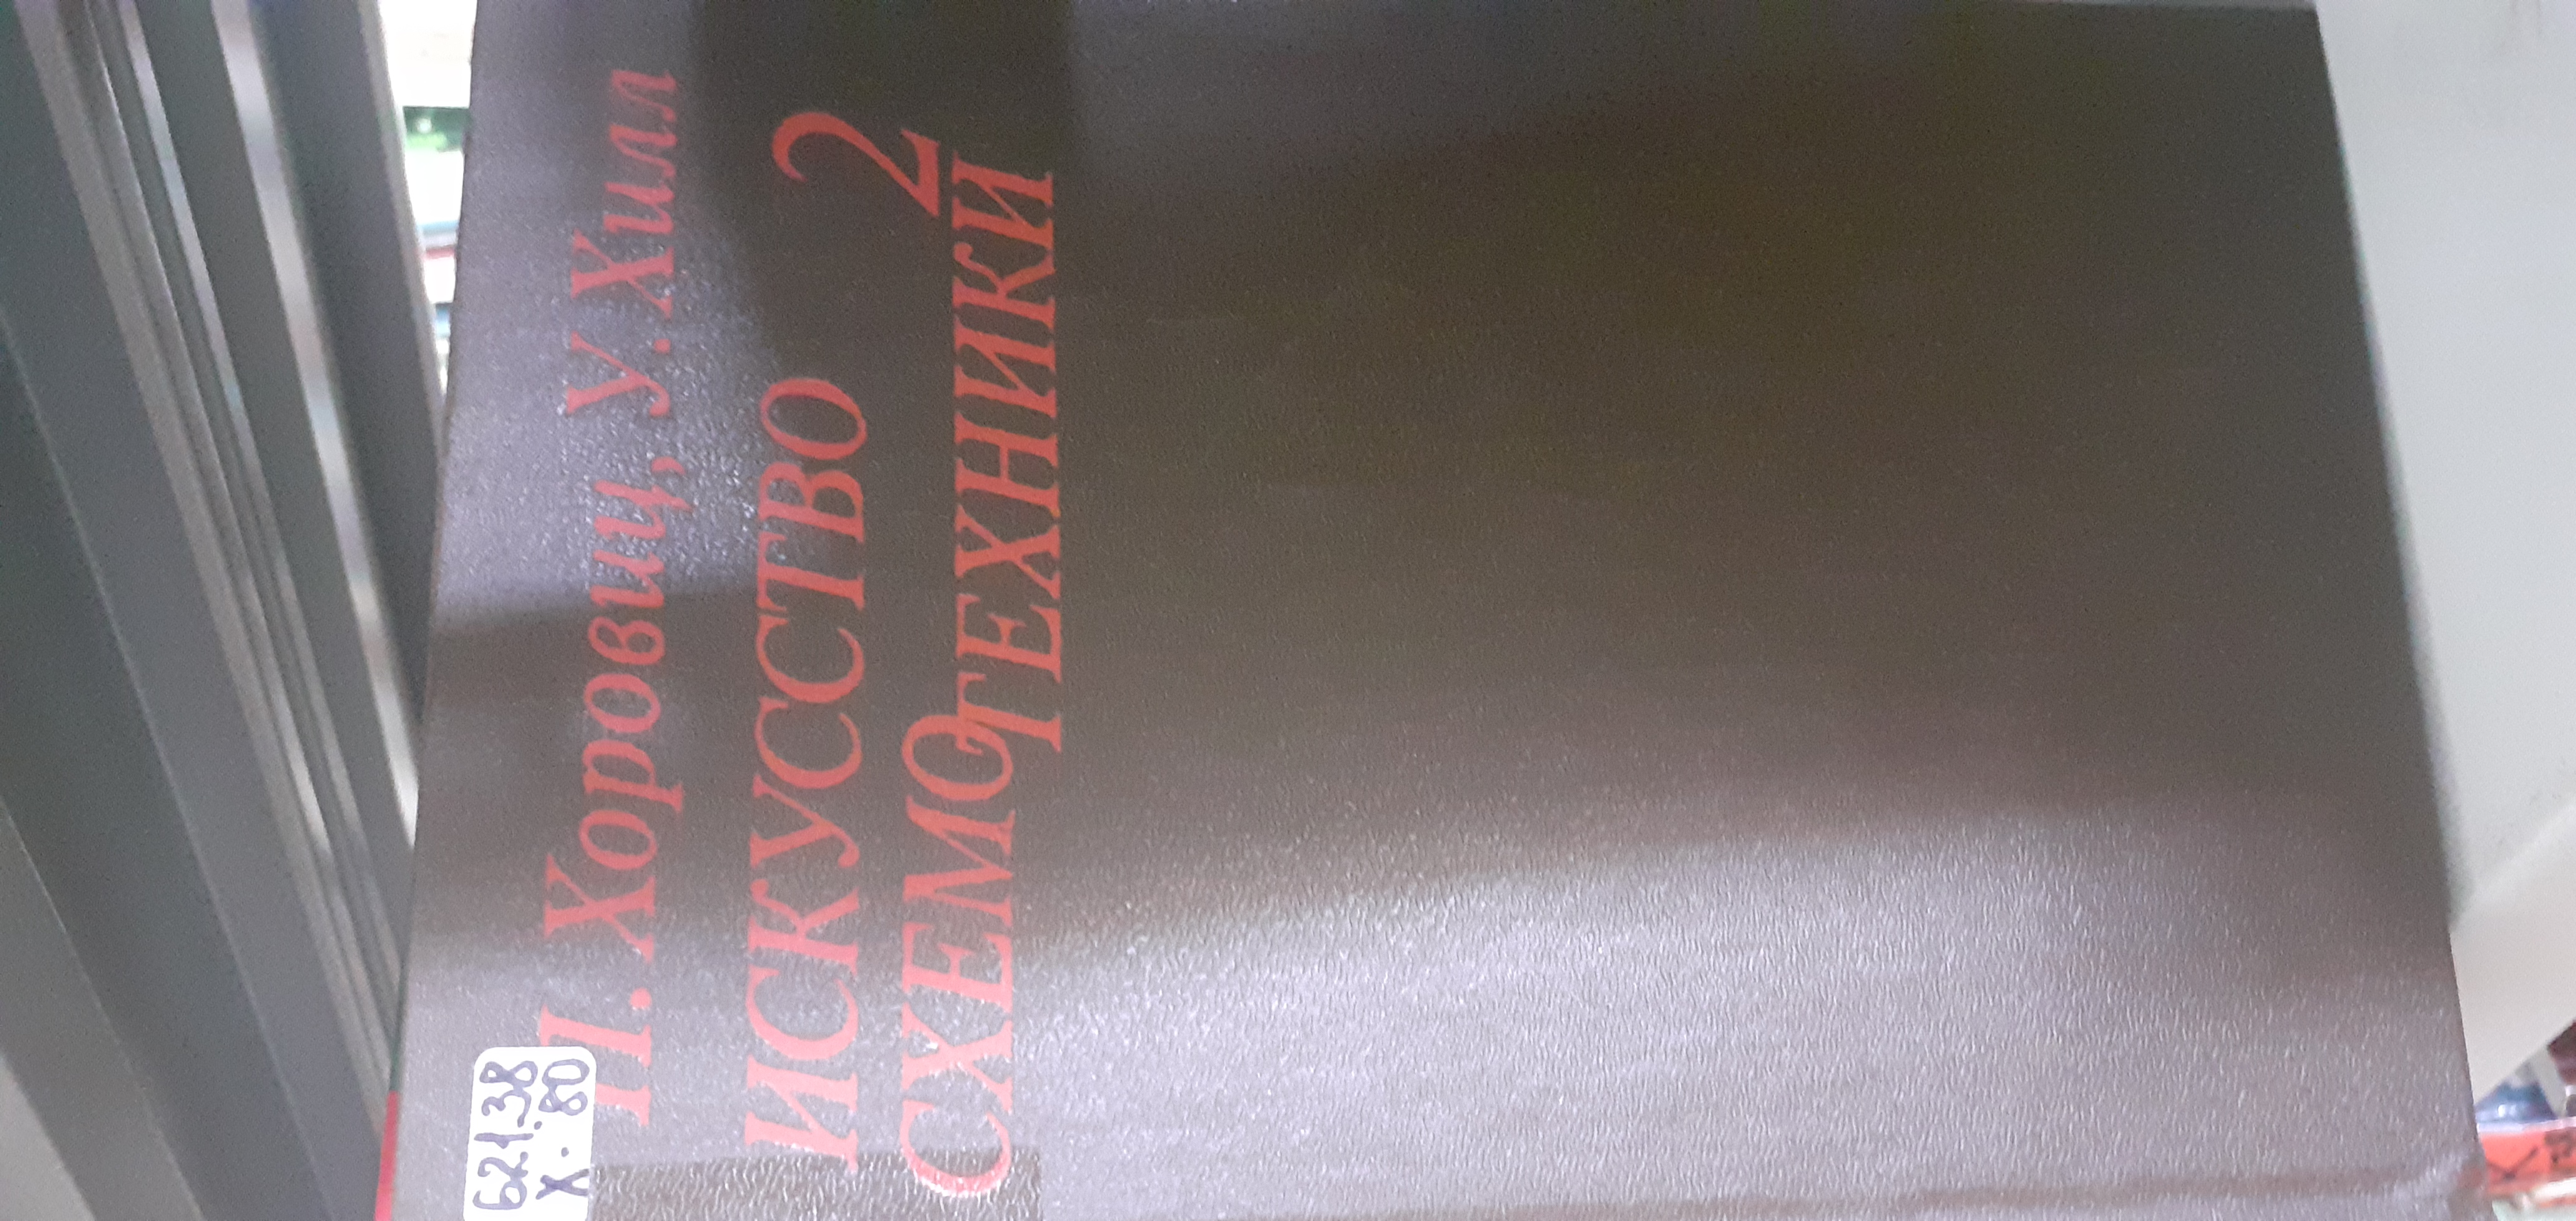 П. Хоровиц, У. Хилл
ИСКУССТВО 2
СХЕМОТЕХНИКИ
621.38
Х-80